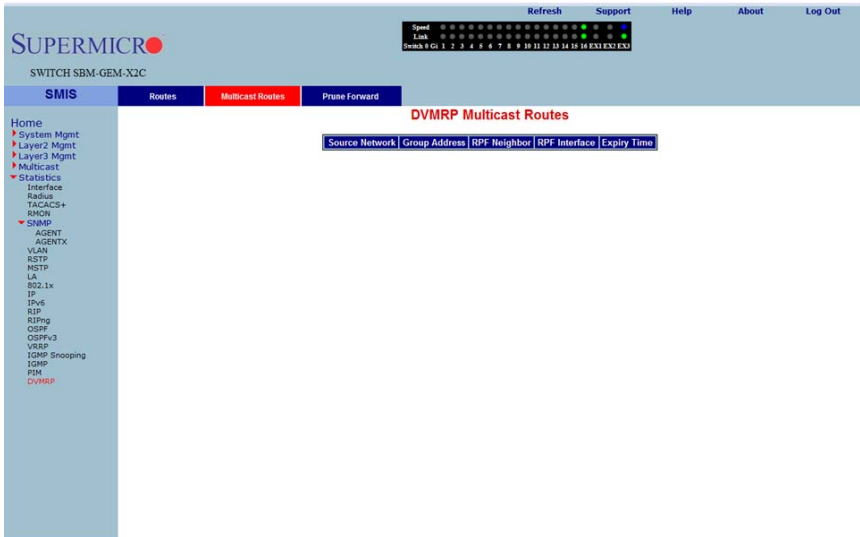 Refresh Support Help About Log Out
SUPERMICRO
SWITCH SBM-GEM-X2C
Speed
Link
Switch 0 Gi 1 2 3 4 5 6 7 8 9 10 11 12 13 14 15 16 EX1 EX2 EX3
SMIS
Routes Multicast Routes Prune Forward
DVMRP Multicast Routes
Source Network Group Address RPF Neighbor RPF Interface Expiry Time
Home
System Mgmt
Layer2 Mgmt
Layer3 Mgmt
Multicast
Statistics
Interface
Radius
TACACS+
RMON
SNMP
AGENT
AGENTX
VLAN
RSTP
MSTP
LA
802.1x
IP
IPv6
RIP
RIPng
OSPF
OSPFv3
VRRP
IGMP Snooping
IGMP
PIM
DVMRP